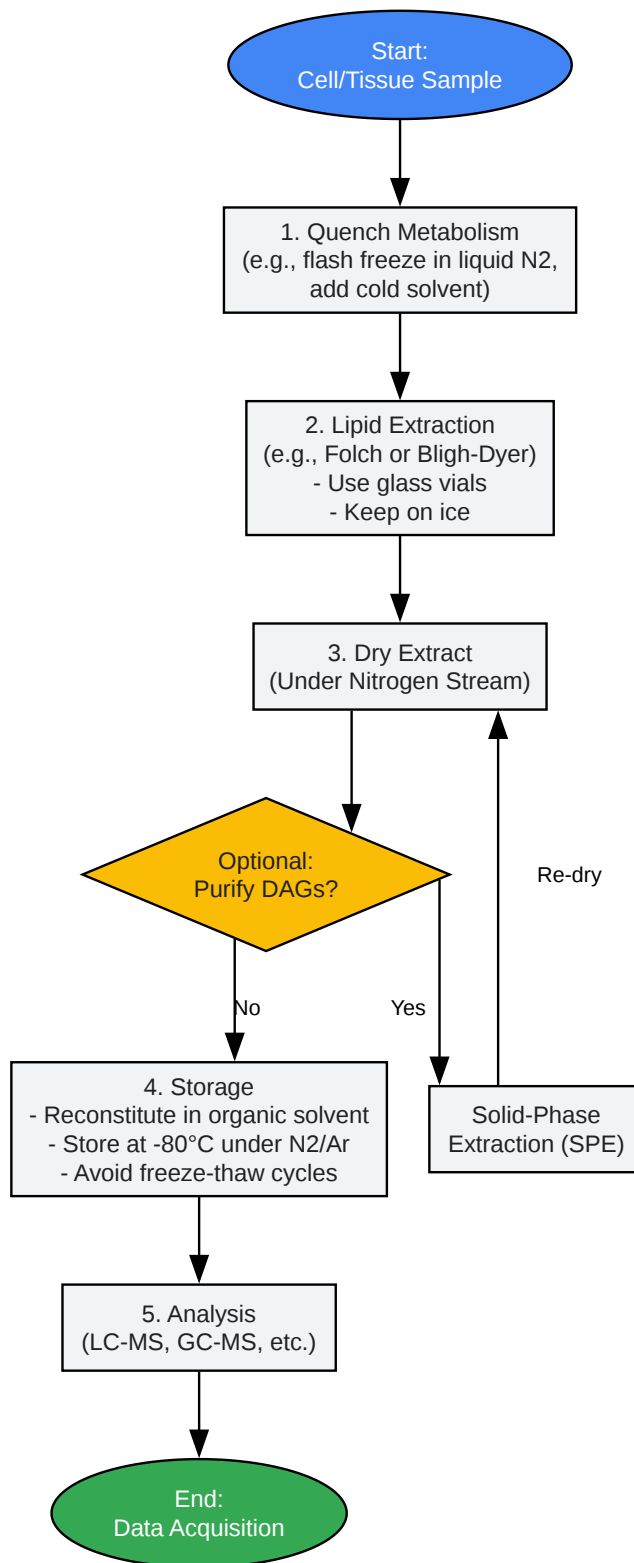 Start:
Cell/Tissue Sample
1. Quench Metabolism
(e.g., flash freeze in liquid N2,
add cold solvent)
2. Lipid Extraction
(e.g., Folch or Bligh-Dyer)
- Use glass vials
- Keep on ice
3. Dry Extract
(Under Nitrogen Stream)
Optional:
Purify DAGs?
Re-dry
No
Yes
4. Storage
- Reconstitute in organic solvent
- Store at -80°C under N2/Ar
- Avoid freeze-thaw cycles
Solid-Phase
Extraction (SPE)
5. Analysis
(LC-MS, GC-MS, etc.)
End:
Data Acquisition